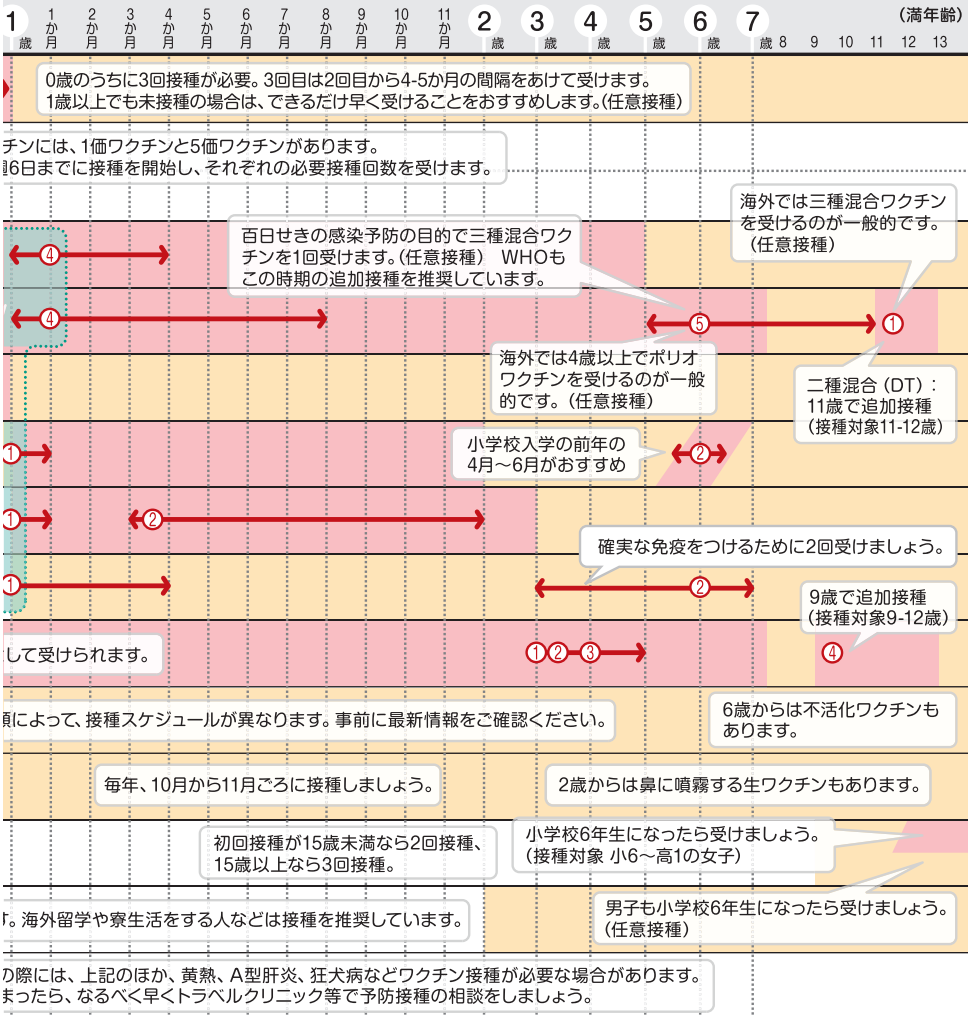 (満年齢)
1歳 1か月 2か月 3か月 4か月 5か月 6か月 7か月 8か月 9か月 10か月 11か月 2歳 3歳 4歳 5歳 6歳 7歳 8 9 10 11 12 13
0歳のうちに3回接種が必要。3回目は2回目から4-5か月の間隔をあけて受けます。
1歳以上でも未接種の場合は、できるだけ早く受けることをおすすめします。(任意接種)
チンには、1価ワクチンと5価ワクチンがあります。
週6日までに接種を開始し、それぞれの必要接種回数を受けます。
海外では三種混合ワクチン
を受けるのが一般的です。
(任意接種)
百日せきの感染予防の目的で三種混合ワク
チンを1回受けます。(任意接種) WHOも
この時期の追加接種を推奨しています。
④
④
⑤
①
海外では4歳以上でポリオ
ワクチンを受けるのが一般
的です。(任意接種)
二種混合(DT):
11歳で追加接種
(接種対象11-12歳)
①
小学校入学の前年の
4月〜6月がおすすめ
②
①
②
確実な免疫をつけるために2回受けましょう。
①
②
9歳で追加接種
(接種対象9-12歳)
して受けられます。
①
②
③
④
類によって、接種スケジュールが異なります。事前に最新情報をご確認ください。
6歳からは不活化ワクチンも
あります。
毎年、10月から11月ごろに接種しましょう。
2歳からは鼻に噴霧する生ワクチンもあります。
初回接種が15歳未満なら2回接種、
15歳以上なら3回接種。
小学校6年生になったら受けましょう。
(接種対象 小6〜高1の女子)
す。海外留学や寮生活をする人などは接種を推奨しています。
男子も小学校6年生になったら受けましょう。
(任意接種)
の際には、上記のほか、黄熱、A型肝炎、狂犬病などワクチン接種が必要な場合があります。
まったら、なるべく早くトラベルクリニック等で予防接種の相談をしましょう。